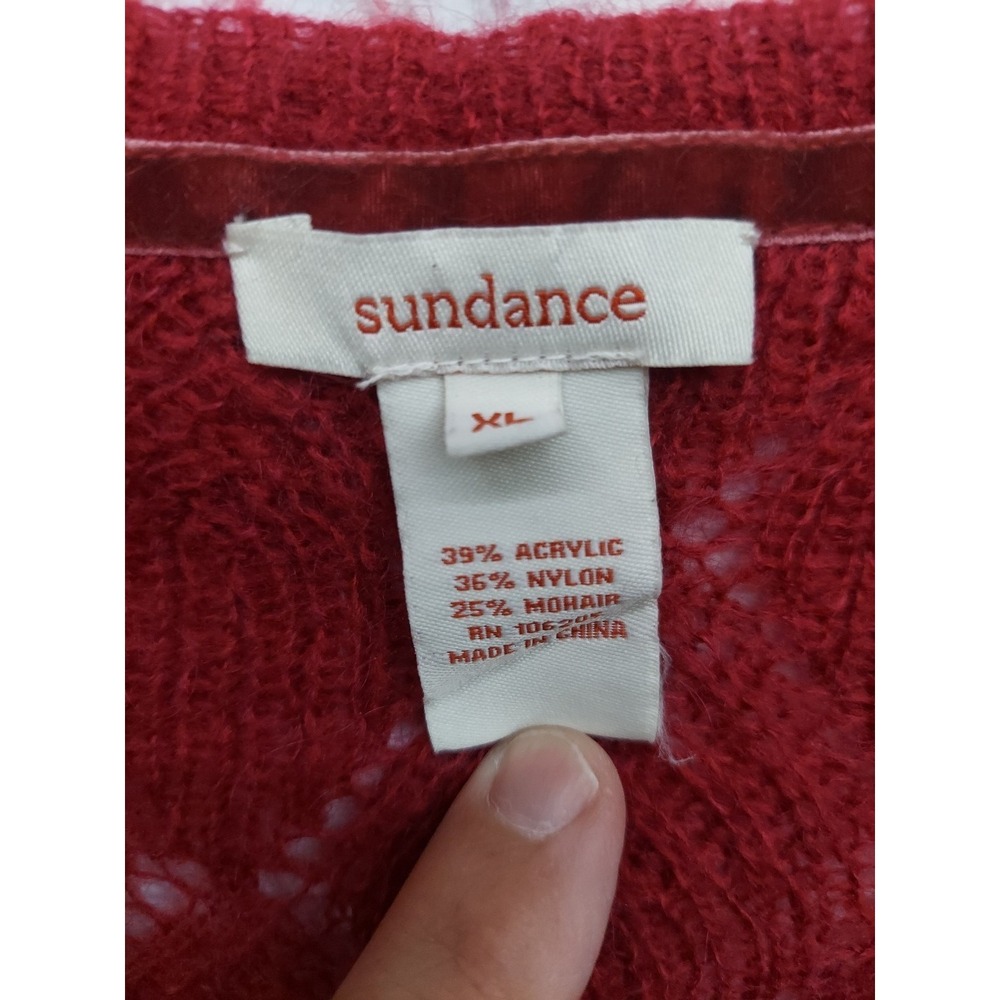 sundance
XL
39% ACRYLIC
36% NYLON
25% MOHAIR
RN
MADE IN CHINA